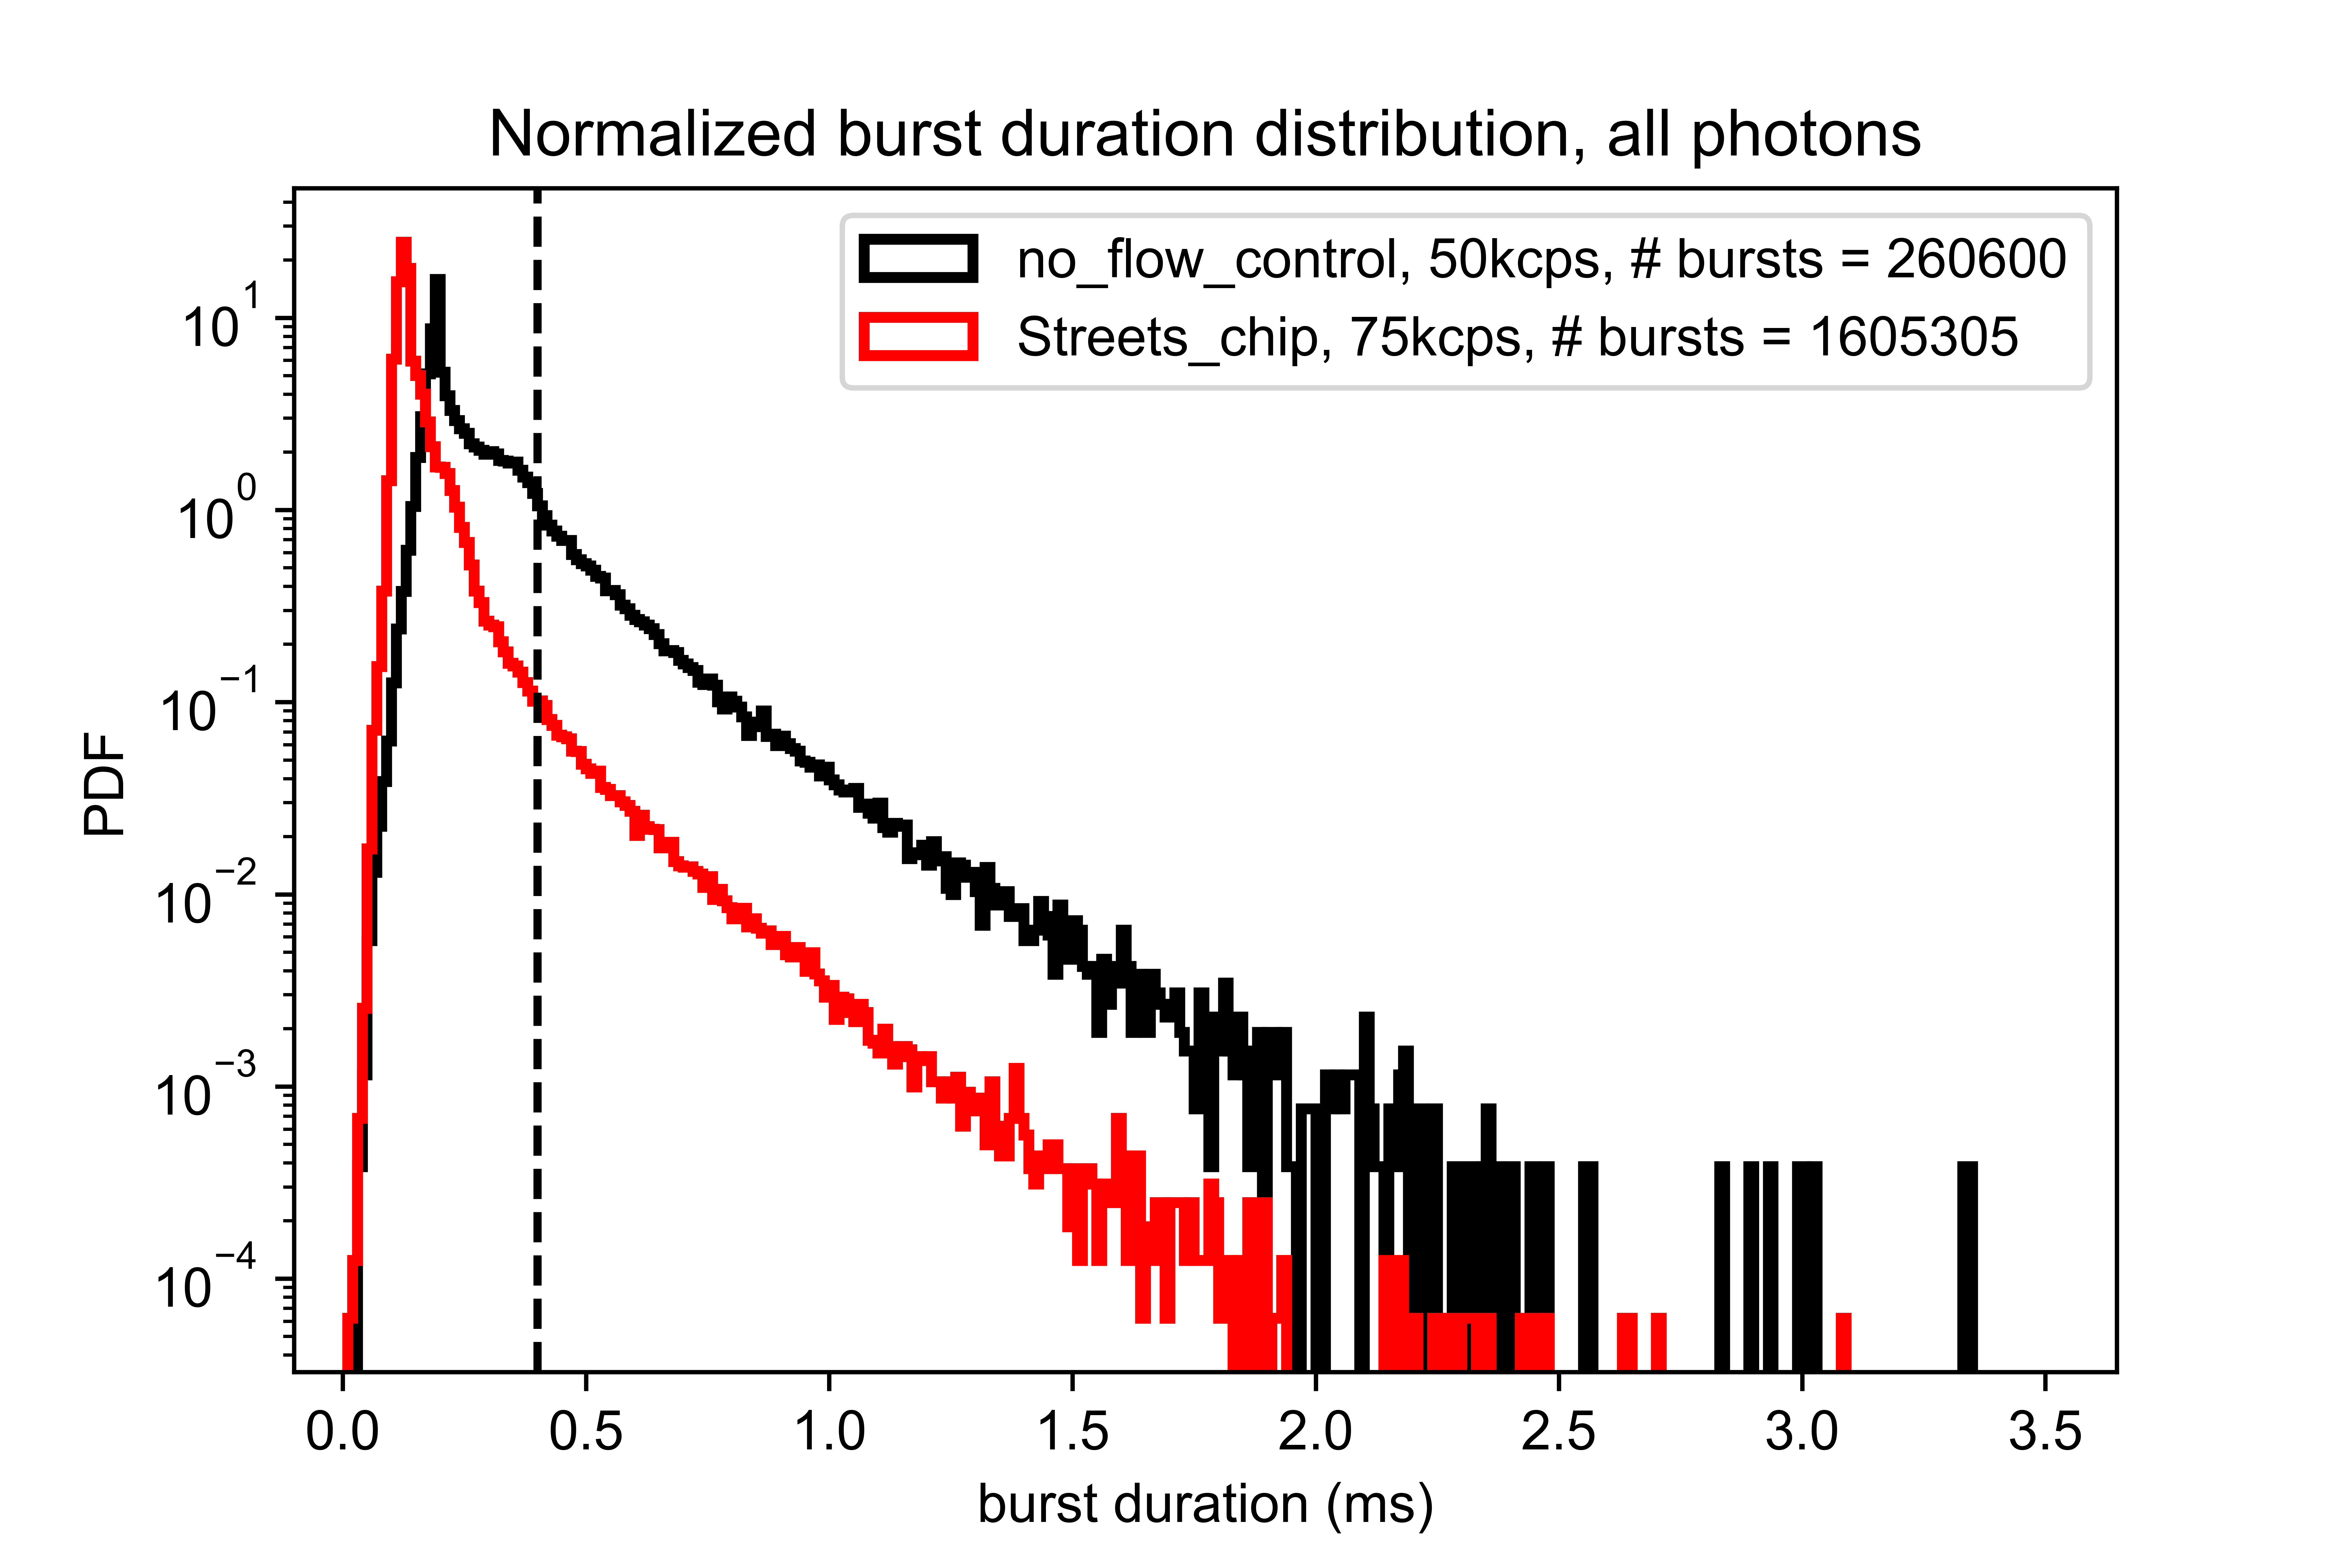 Normalized burst duration distribution, all photons
no_flow_control, 50kcps, # bursts = 260600
Streets_chip, 75kcps, # bursts = 1605305
10¹
10⁰
10⁻¹
10⁻²
10⁻³
10⁻⁴
PDF
0.0 0.5 1.0 1.5 2.0 2.5 3.0 3.5
burst duration (ms)